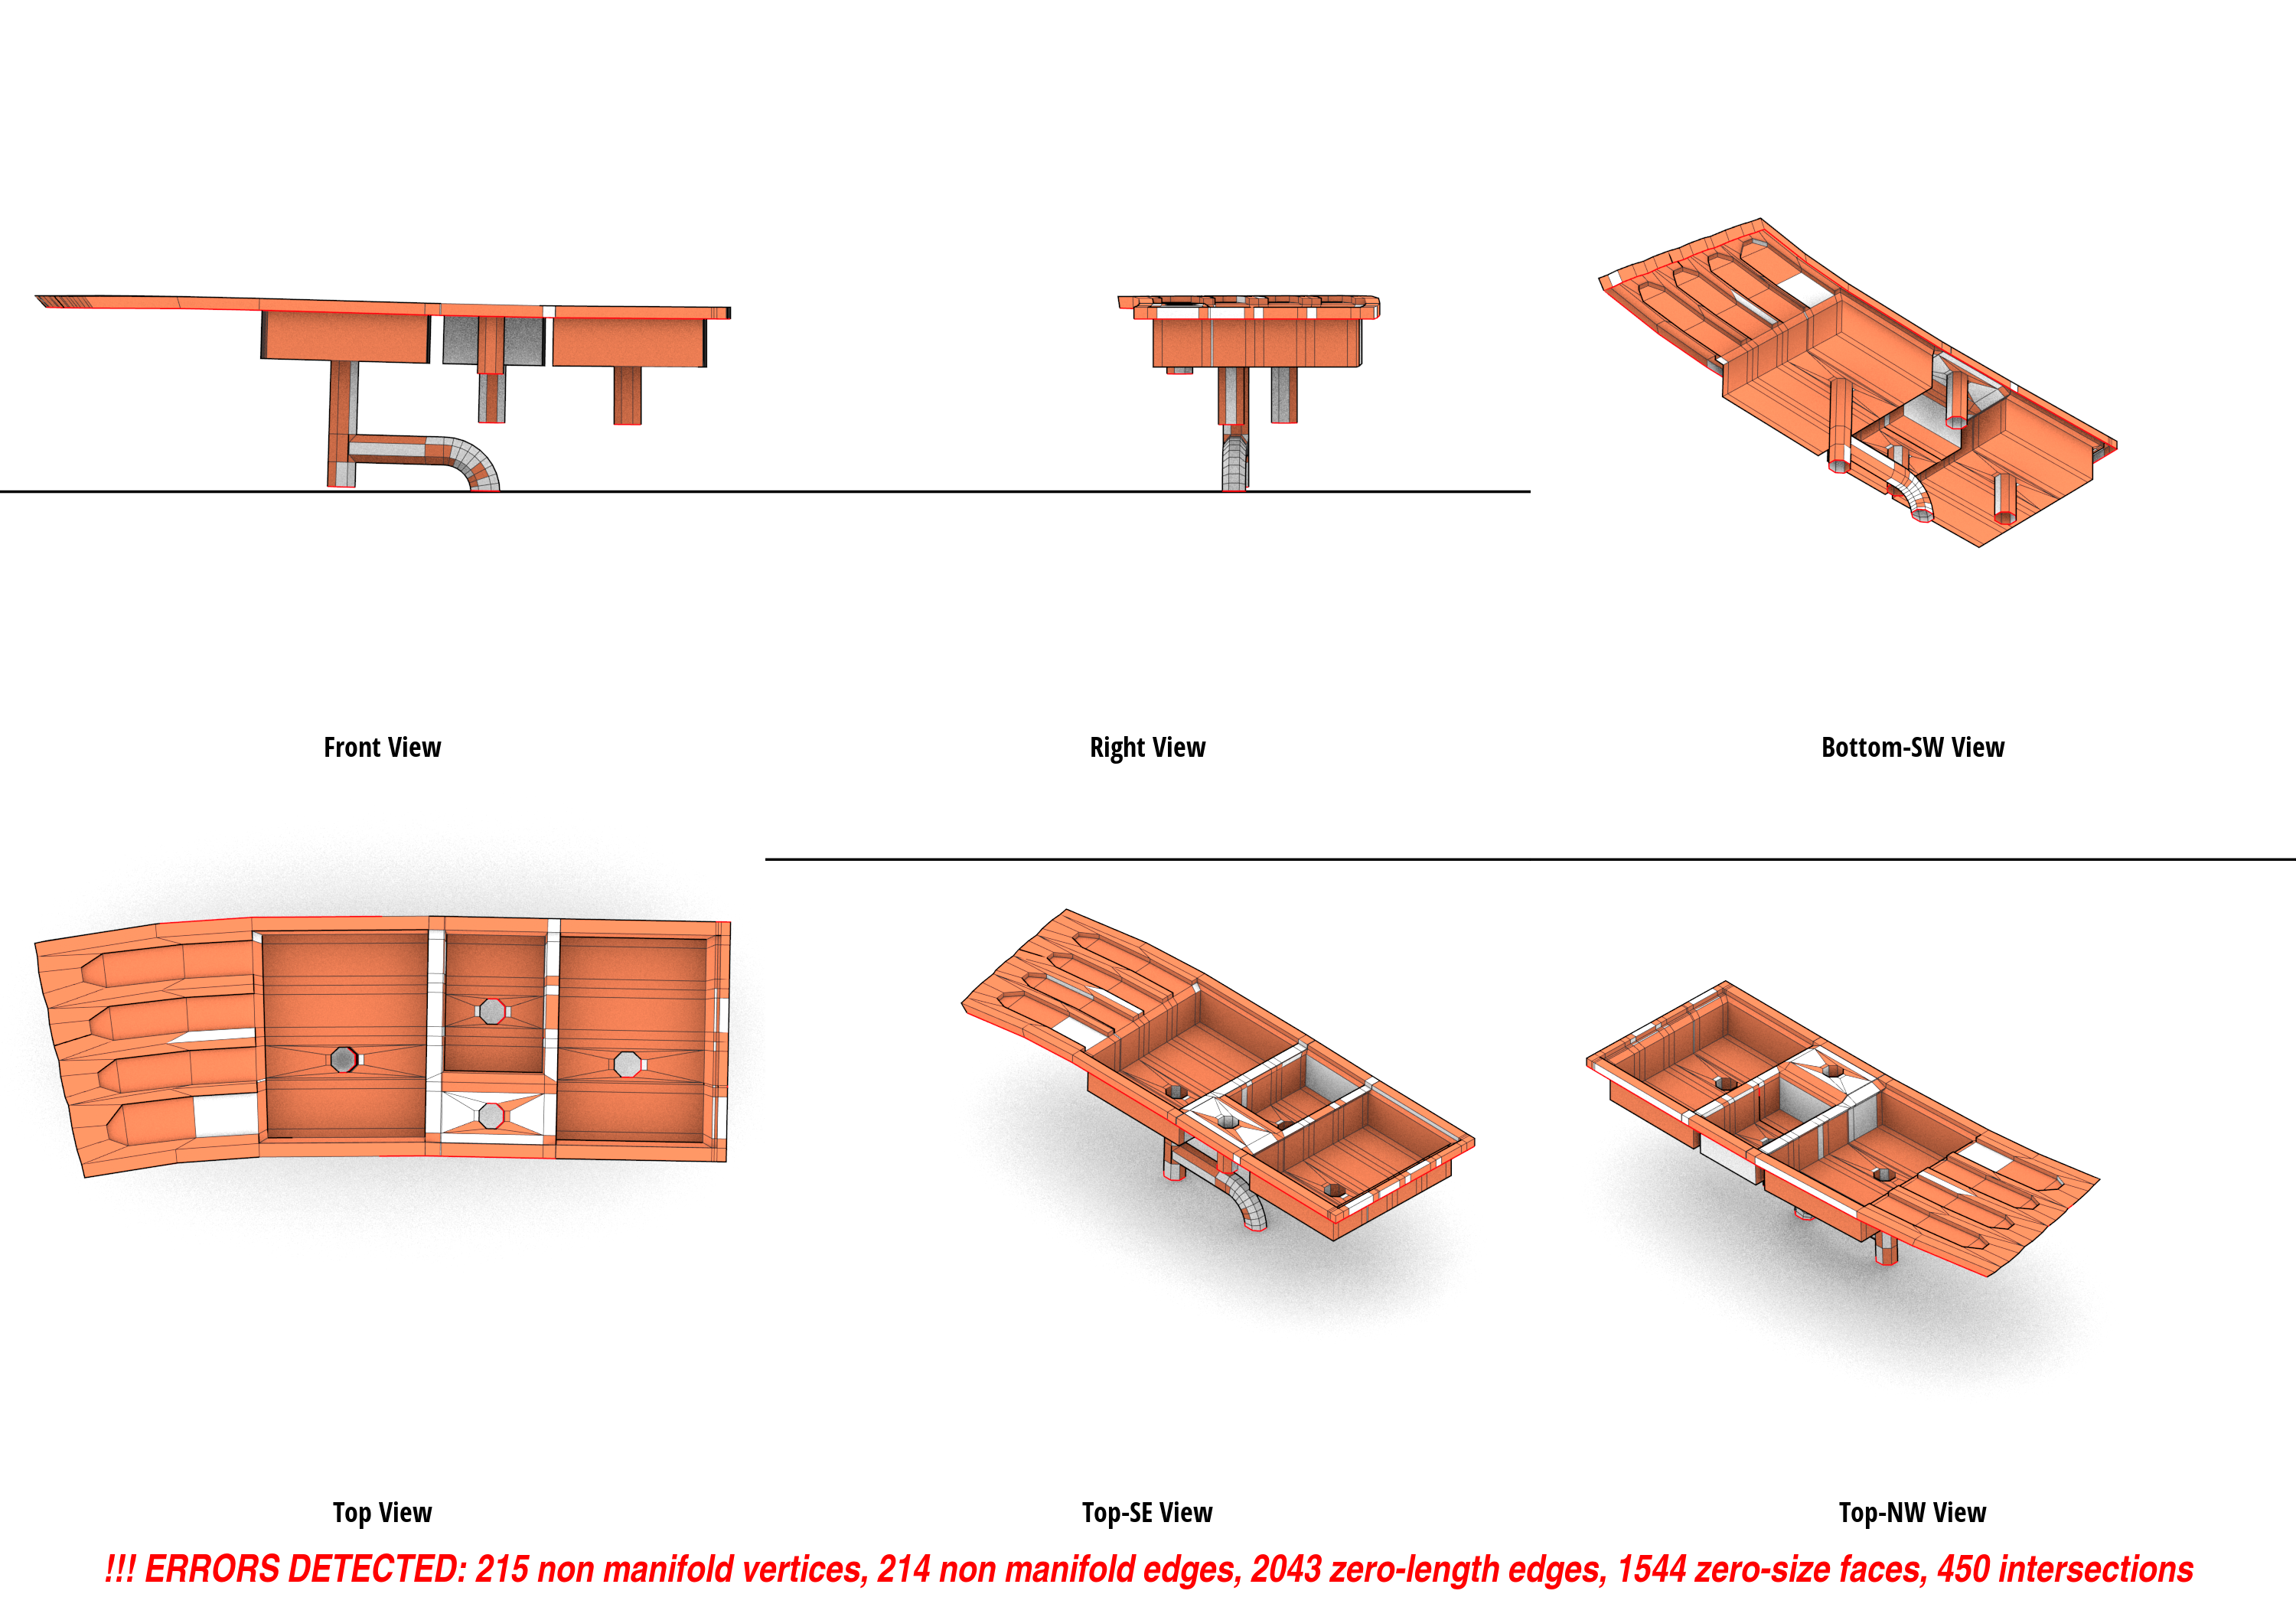 Front View
Right View
Bottom-SW View
Top View
Top-SE View
Top-NW View
!!! ERRORS DETECTED: 215 non manifold vertices, 214 non manifold edges, 2043 zero-length edges, 1544 zero-size faces, 450 intersections